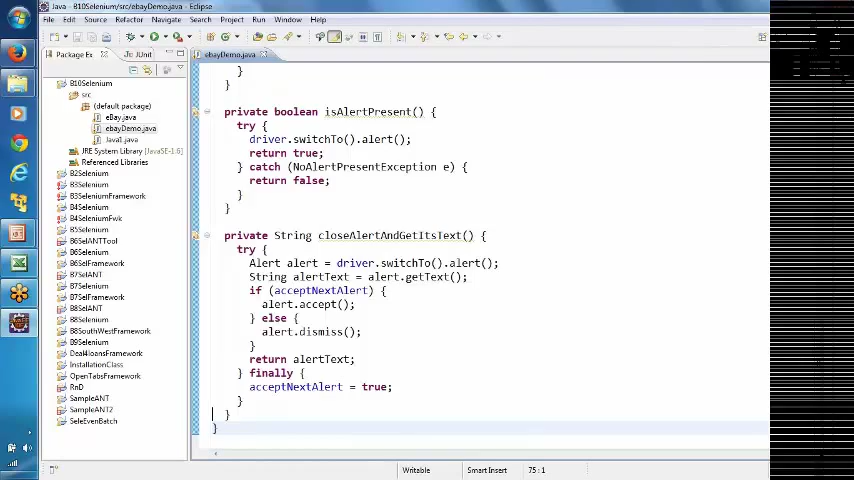 Java - B10Selenium/src/ebayDemo.java - Eclipse
File Edit Source Refactor Navigate Search Project Run Window Help
Package Ex
JUnit
ebayDemo.java
B10Selenium
src
(default package)
eBay.java
ebayDemo.java
Java1.java
JRE System Library [JavaSE-1.6]
Referenced Libraries
B2Selenium
B3Selenium
B3SeleniumFramework
B4Selenium
B4SeleniumFwk
B5Selenium
B6SelANTTool
B6SelFramework
B7SelANT
B7Selenium
B7SelFramework
B8SelANT
B8Selenium
B8SouthWestFramework
B9Selenium
Deal4loansFramework
InstallationClass
OpenTabsFramework
RnD
SampleANT
SampleANT2
SeleEvenBatch
}
}
private boolean isAlertPresent() {
try {
driver.switchTo().alert();
return true;
} catch (NoAlertPresentException e) {
return false;
}
}
private String closeAlertAndGetItsText() {
try {
Alert alert = driver.switchTo().alert();
String alertText = alert.getText();
if (acceptNextAlert) {
alert.accept();
} else {
alert.dismiss();
}
return alertText;
} finally {
acceptNextAlert = true;
}
}
}
Writable Smart Insert 75 : 1